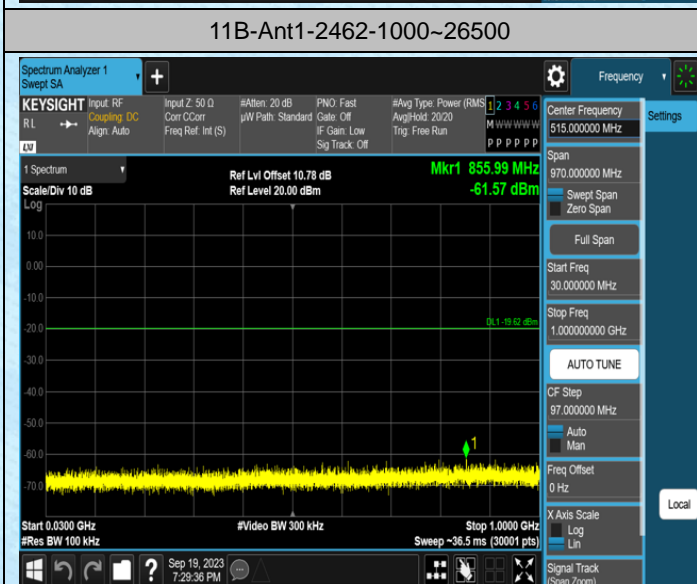 11B-Ant1-2462-1000~26500
Spectrum Analyzer 1
Swept SA
Frequency
KEYSIGHT
RL
LXI
Input: RF
Coupling: DC
Align: Auto
Input Z: 50 Ω
Corr CCorr
Freq Ref: Int (S)
#Atten: 20 dB
µW Path: Standard
PNO: Fast
Gate: Off
IF Gain: Low
Sig Track: Off
#Avg Type: Power (RMS
Avg|Hold: 20/20
Trig: Free Run
1 2 3 4 5 6
M W W W W W
P P P P P P
1 Spectrum
Scale/Div 10 dB
Ref Lvl Offset 10.78 dB
Ref Level 20.00 dBm
Mkr1 855.99 MHz
-61.57 dBm
Log
10.0
0.00
-10.0
-20.0
-30.0
-40.0
-50.0
-60.0
-70.0
DL1 -19.62 dBm
1
Start 0.0300 GHz
#Res BW 100 kHz
#Video BW 300 kHz
Stop 1.0000 GHz
Sweep ~36.5 ms (30001 pts)
Center Frequency
515.000000 MHz
Span
970.000000 MHz
Swept Span
Zero Span
Full Span
Start Freq
30.000000 MHz
Stop Freq
1.000000000 GHz
AUTO TUNE
CF Step
97.000000 MHz
Auto
Man
Freq Offset
0 Hz
X Axis Scale
Log
Lin
Signal Track
(Span Zoom)
Settings
Local
Sep 19, 2023
7:29:36 PM